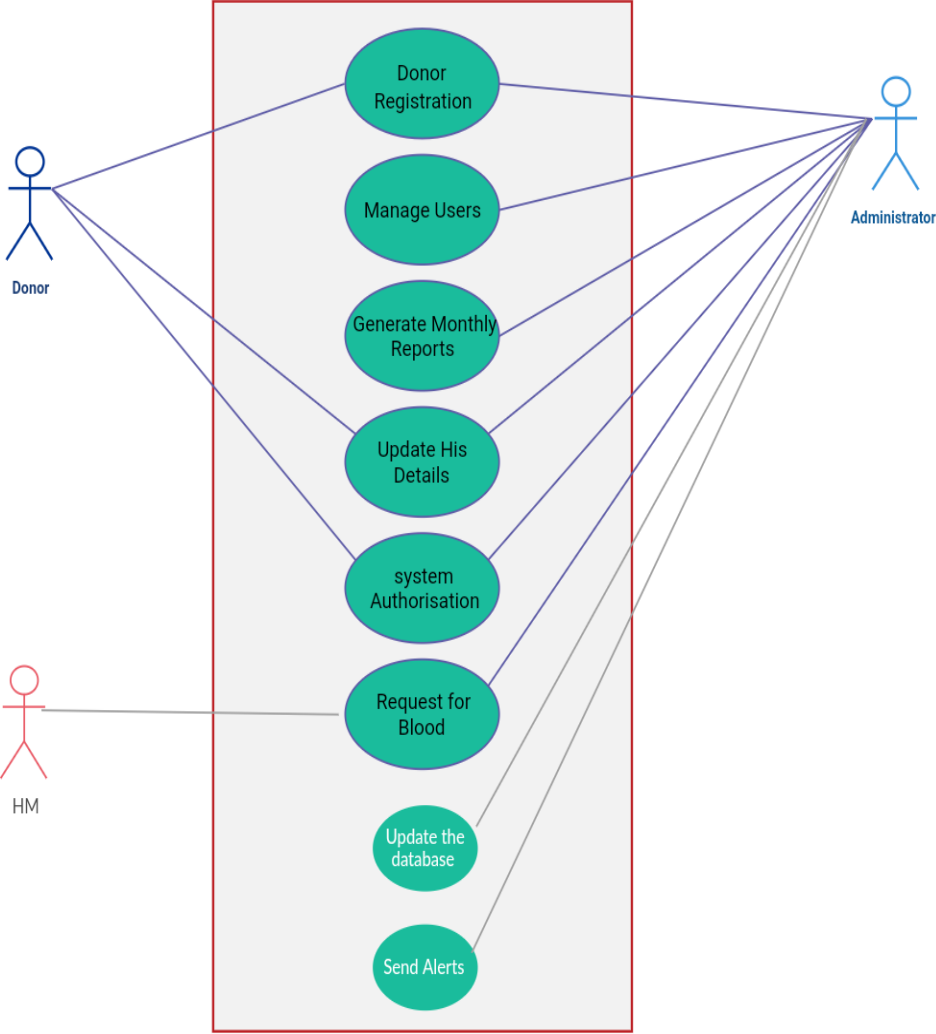 Donor
Registration
Manage Users
Administrator
Donor
Generate Monthly
Reports
Update His
Details
system
Authorisation
Request for
Blood
HM
Update the
database
Send Alerts